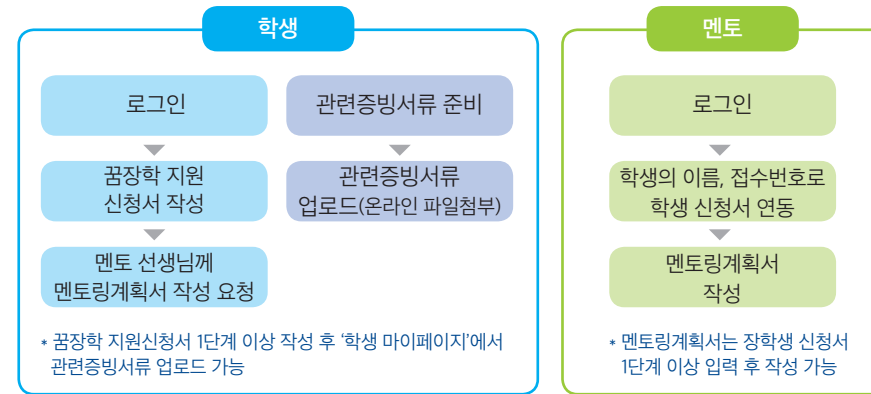 학생
로그인
꿈장학 지원
신청서 작성
멘토 선생님께
멘토링계획서 작성 요청
관련증빙서류 준비
관련증빙서류
업로드(온라인 파일첨부)
* 꿈장학 지원신청서 1단계 이상 작성 후 ‘학생 마이페이지’에서
관련증빙서류 업로드 가능
멘토
로그인
학생의 이름, 접수번호로
학생 신청서 연동
멘토링계획서
작성
* 멘토링계획서는 장학생 신청서
1단계 이상 입력 후 작성 가능